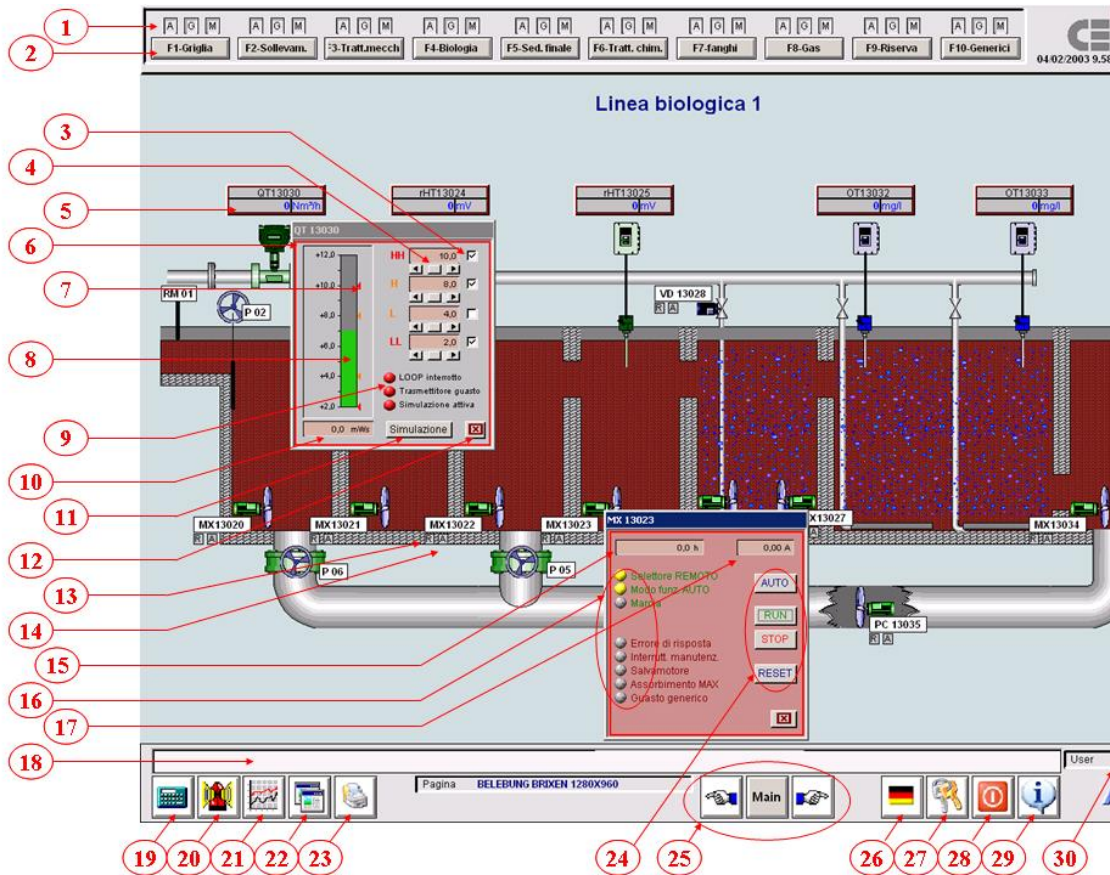 1
A G M A G M A G M A G M A G M A G M A G M A G M A G M A G M
2
F1-Griglia F2-Sollevam. F3-Tratt.mecch F4-Biologia F5-Sed. finale F6-Tratt. chim. F7-fanghi F8-Gas F9-Riserva F10-Generici
04/02/2003 9.58
Linea biologica 1
3
4
5
QT13030
0 Nm³/h
rHT13024
0 mV
rHT13025
0 mV
OT13032
0 mg/l
OT13033
0 mg/l
6
QT 13030
+12,0
+10,0
+8,0
+6,0
+4,0
+2,0
HH 10,0
H 8,0
L 4,0
LL 2,0
LOOP interrotto
Trasmettitore guasto
Simulazione attiva
0,0 mWs
Simulazione
7
RM 01
P 02
VD 13028
R A
8
9
10
11
12
MX13020
R A
MX13021
R A
MX13022
R A
MX13023
X13027
MX13034
R A
P 06
P 05
PC 13035
R A
13
14
15
16
17
MX 13023
0,0 h
0,00 A
Selettore REMOTO
Modo funz. AUTO
Marcia
Errore di risposta
Interrutt. manutenz.
Salvamotore
Assorbimento MAX
Guasto generico
AUTO
RUN
STOP
RESET
18
User
Pagina BELEBUNG BRIXEN 1280X960
Main
19 20 21 22 23 24 25 26 27 28 29 30